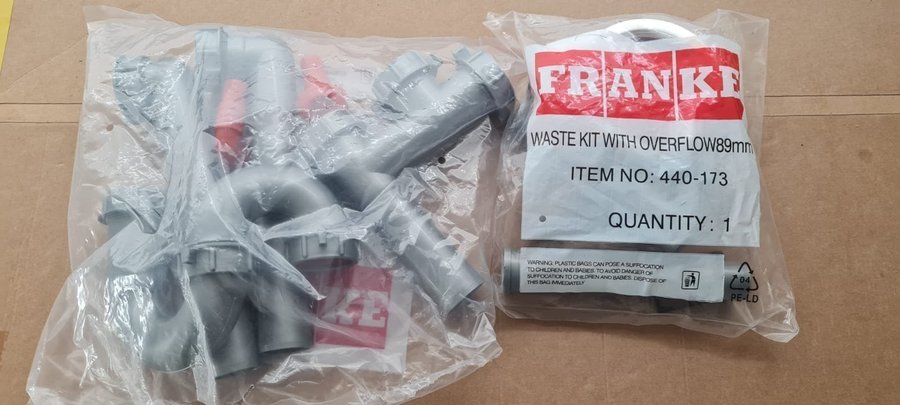 FRANKE
WASTE KIT WITH OVERFLOW89mm
ITEM NO: 440-173
QUANTITY: 1
WARNING: PLASTIC BAGS CAN POSE A SUFFOCATION
TO CHILDREN AND BABIES. TO AVOID DANGER OF
SUFFOCATION TO CHILDREN AND BABIES. DISPOSE OF
THIS BAG IMMEDIATELY
04
PE-LD
KE